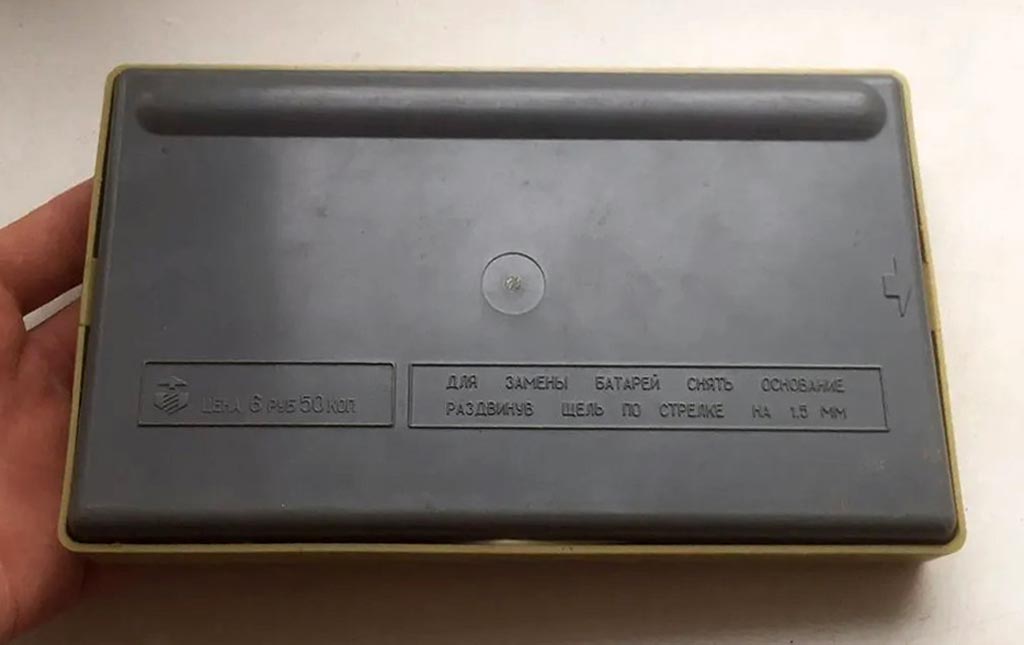 ЦЕНА 6 РУБ 50 КОП
ДЛЯ ЗАМЕНЫ БАТАРЕЙ СНЯТЬ ОСНОВАНИЕ
РАЗДВИНУВ ЩЕЛЬ ПО СТРЕЛКЕ НА 1.5 ММ